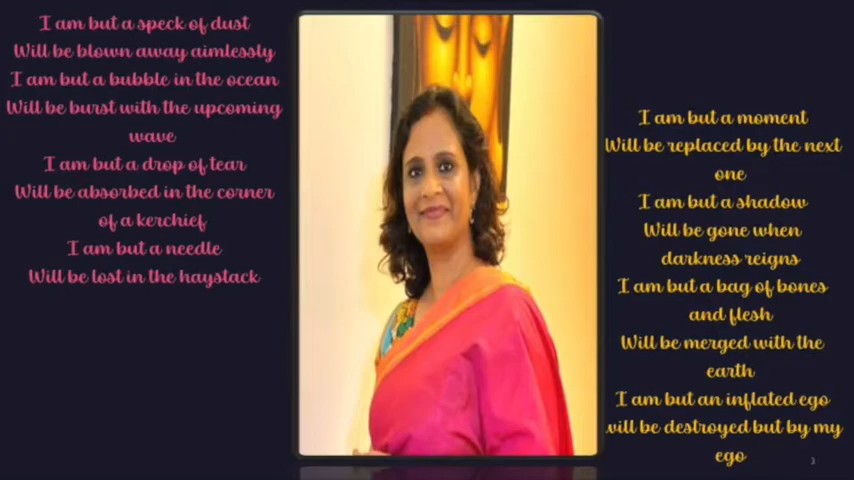 I am but a speck of dust
Will be blown away aimlessly
I am but a bubble in the ocean
Will be burst with the upcoming
wave
I am but a drop of tear
Will be absorbed in the corner
of a kerchief
I am but a needle
Will be lost in the haystack
I am but a moment
Will be replaced by the next
one
I am but a shadow
Will be gone when
darkness reigns
I am but a bag of bones
and flesh
Will be merged with the
earth
I am but an inflated ego
will be destroyed but by my
ego
3